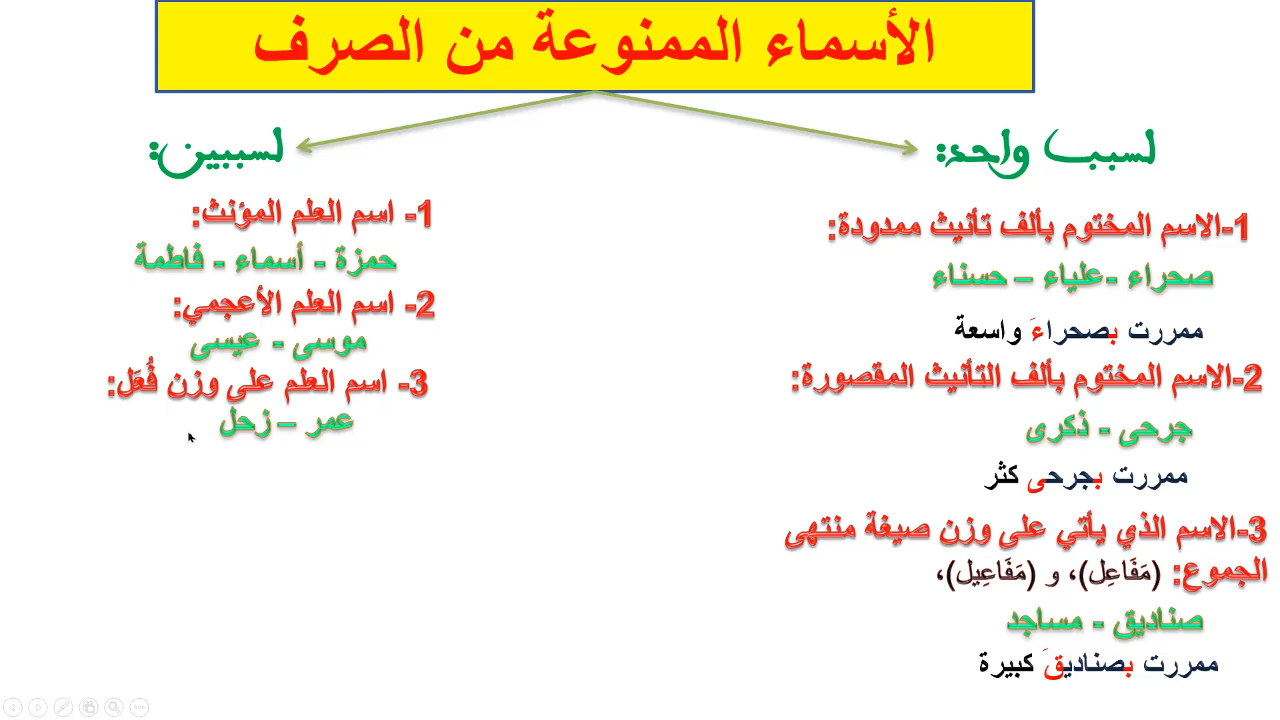 الأسماء الممنوعة من الصرف
لسبب واحد:
1-الاسم المختوم بألف تأنيث ممدودة:
صحراء -علياء – حسناء
ممررت بصحراءَ واسعة
2-الاسم المختوم بألف التأنيث المقصورة:
جرحى - ذكرى
ممررت بجرحى كثر
3-الاسم الذي يأتي على وزن صيغة منتهى
الجموع: (مَفَاعِل)، و (مَفَاعِيل)،
صناديق - مساجد
ممررت بصناديقَ كبيرة
لسببين:
1- اسم العلم المؤنث:
حمزة - أسماء - فاطمة
2- اسم العلم الأعجمي:
موسى - عيسى
3- اسم العلم على وزن فُعَل:
عمر – زحل